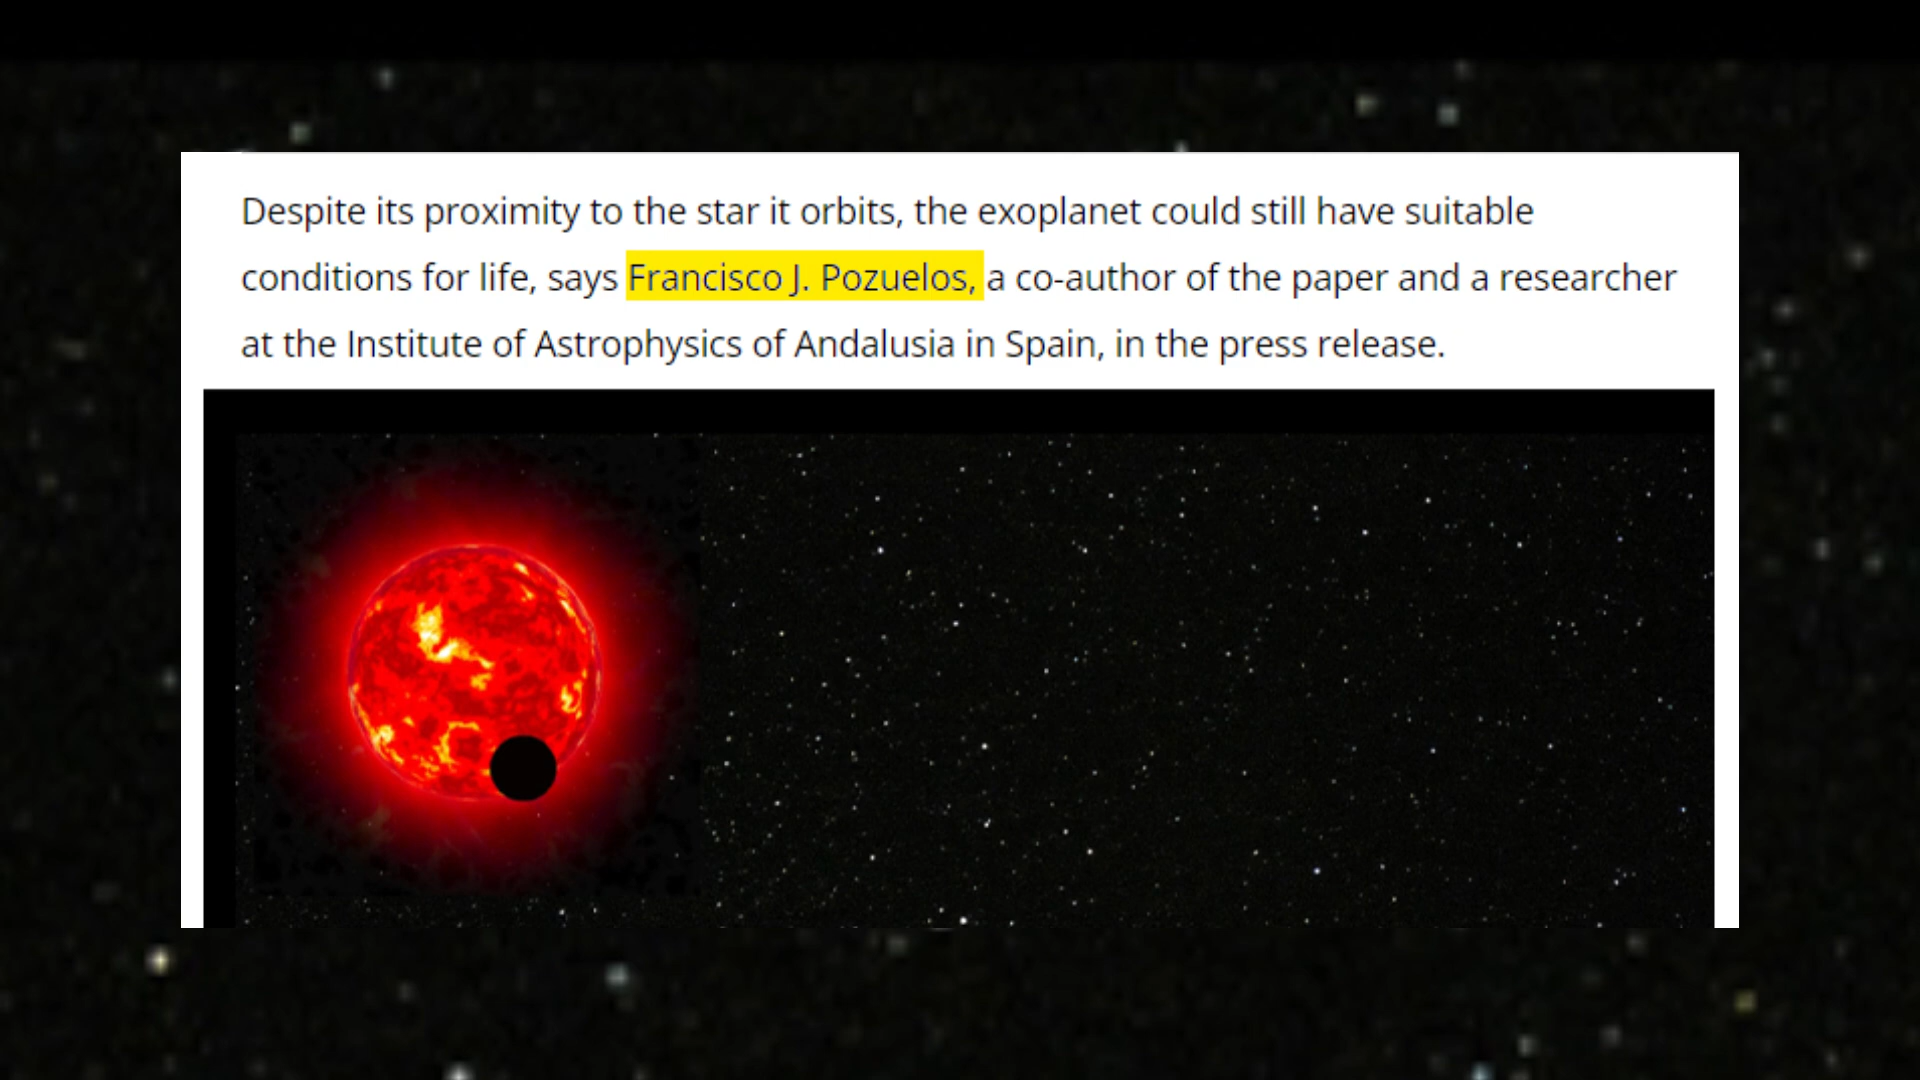 Despite its proximity to the star it orbits, the exoplanet could still have suitable
conditions for life, says Francisco J. Pozuelos, a co-author of the paper and a researcher
at the Institute of Astrophysics of Andalusia in Spain, in the press release.